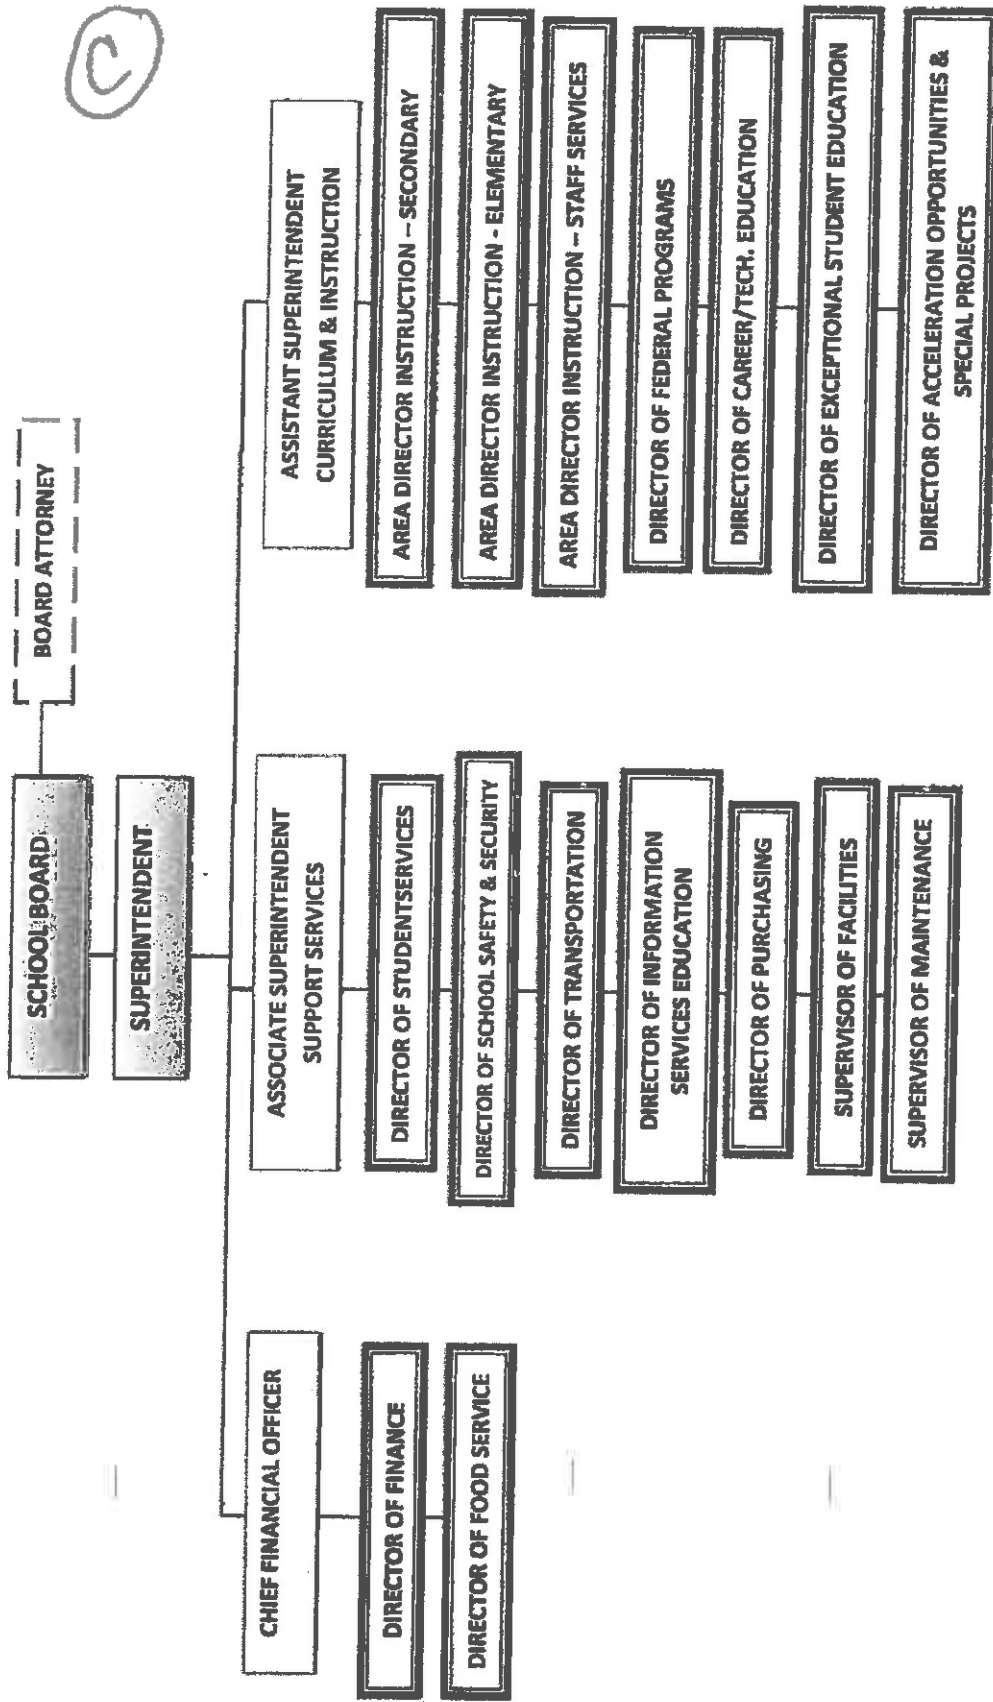 C
SCHOOL BOARD
BOARD ATTORNEY
SUPERINTENDENT
CHIEF FINANCIAL OFFICER
DIRECTOR OF FINANCE
DIRECTOR OF FOOD SERVICE
ASSOCIATE SUPERINTENDENT
SUPPORT SERVICES
DIRECTOR OF STUDENTSERVICES
DIRECTOR OF SCHOOL SAFETY & SECURITY
DIRECTOR OF TRANSPORTATION
DIRECTOR OF INFORMATION
SERVICES EDUCATION
DIRECTOR OF PURCHASING
SUPERVISOR OF FACILITIES
SUPERVISOR OF MAINTENANCE
ASSISTANT SUPERINTENDENT
CURRICULUM & INSTRUCTION
AREA DIRECTOR INSTRUCTION – SECONDARY
AREA DIRECTOR INSTRUCTION - ELEMENTARY
AREA DIRECTOR INSTRUCTION – STAFF SERVICES
DIRECTOR OF FEDERAL PROGRAMS
DIRECTOR OF CAREER/TECH. EDUCATION
DIRECTOR OF EXCEPTIONAL STUDENT EDUCATION
DIRECTOR OF ACCELERATION OPPORTUNITIES &
SPECIAL PROJECTS